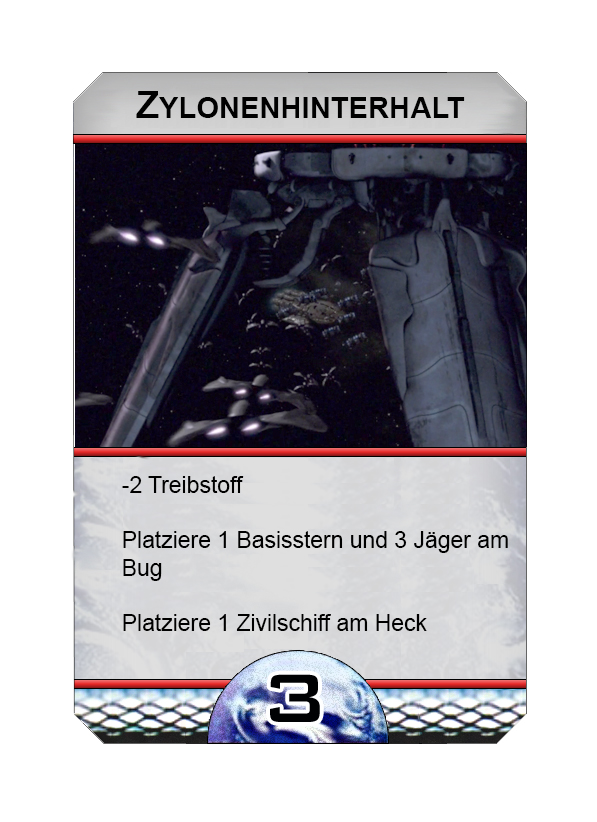 ZYLONENHINTERHALT
-2 Treibstoff
Platziere 1 Basisstern und 3 Jäger am
Bug
Platziere 1 Zivilschiff am Heck
3